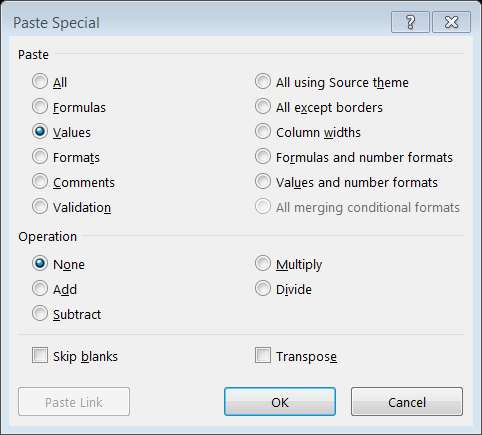 Paste Special
Paste
All
All using Source theme
Formulas
All except borders
Values
Column widths
Formats
Formulas and number formats
Comments
Values and number formats
Validation
All merging conditional formats
Operation
None
Multiply
Add
Divide
Subtract
Skip blanks
Transpose
Paste Link
OK
Cancel